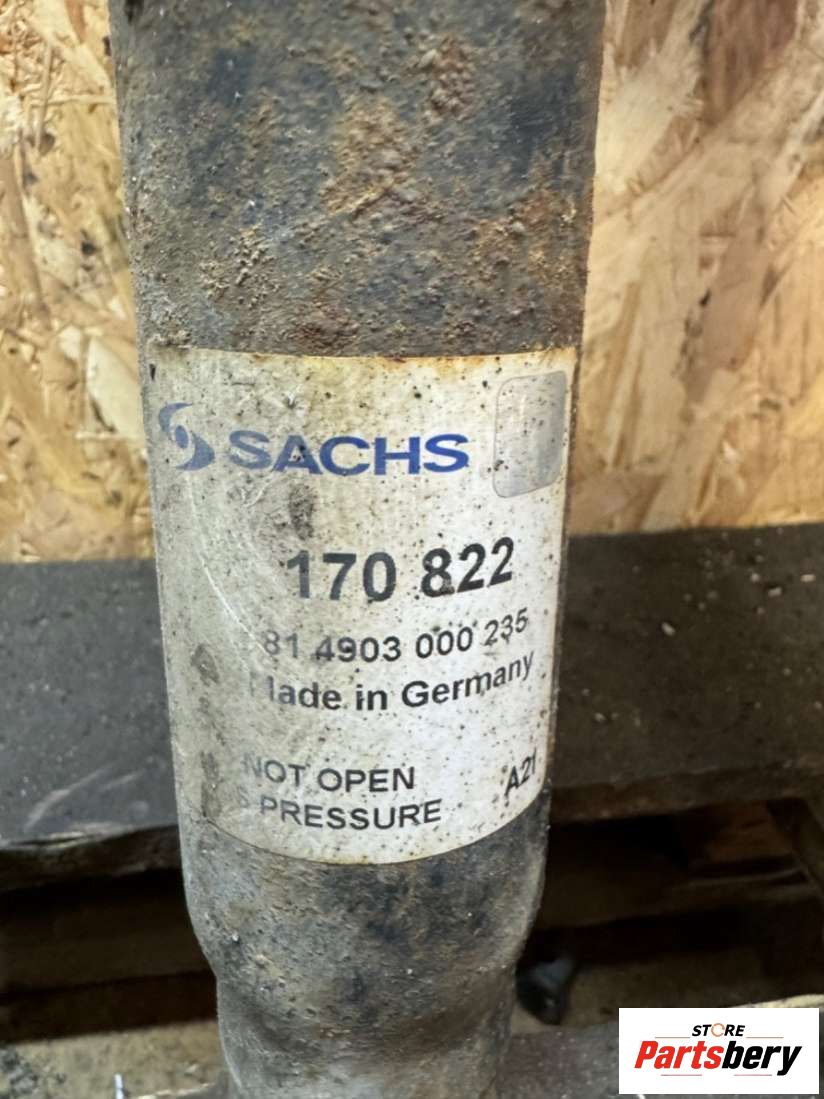 SACHS
170 822
81 4903 000 235
Made in Germany
NOT OPEN
A21
S PRESSURE
STORE
Partsbery